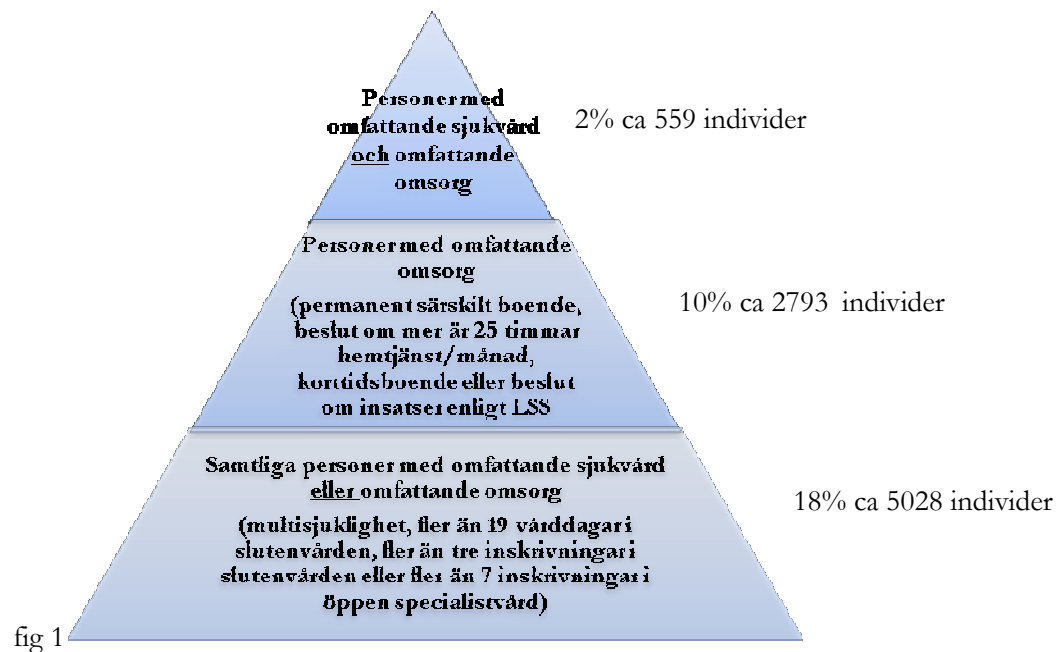 Personer med
omfattande sjukvård
och omfattande
omsorg
2% ca 559 individer
Personer med omfattande
omsorg
(permanent särskilt boende,
beslut om mer är 25 timmar
hemtjänst/månad,
korttidsboende eller beslut
om insatser enligt LSS
10% ca 2793 individer
Samtliga personer med omfattande sjukvård
eller omfattande omsorg
(multisjuklighet, fler än 19 vårddagar i
slutenvården, fler än tre inskrivningar i
slutenvården eller fler än 7 inskrivningar i
öppen specialistvård)
18% ca 5028 individer
fig 1